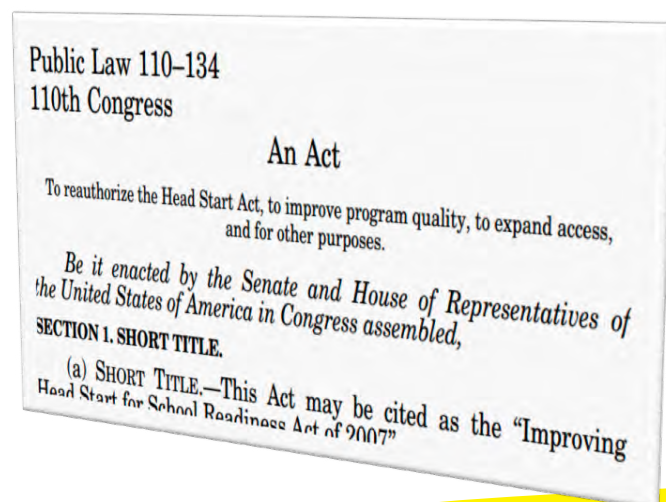 Public Law 110–134
110th Congress
An Act
To reauthorize the Head Start Act, to improve program quality, to expand access,
and for other purposes.
Be it enacted by the Senate and House of Representatives of
the United States of America in Congress assembled,
SECTION 1. SHORT TITLE.
(a) SHORT TITLE.—This Act may be cited as the “Improving
Head Start for School Readiness Act of 2007”